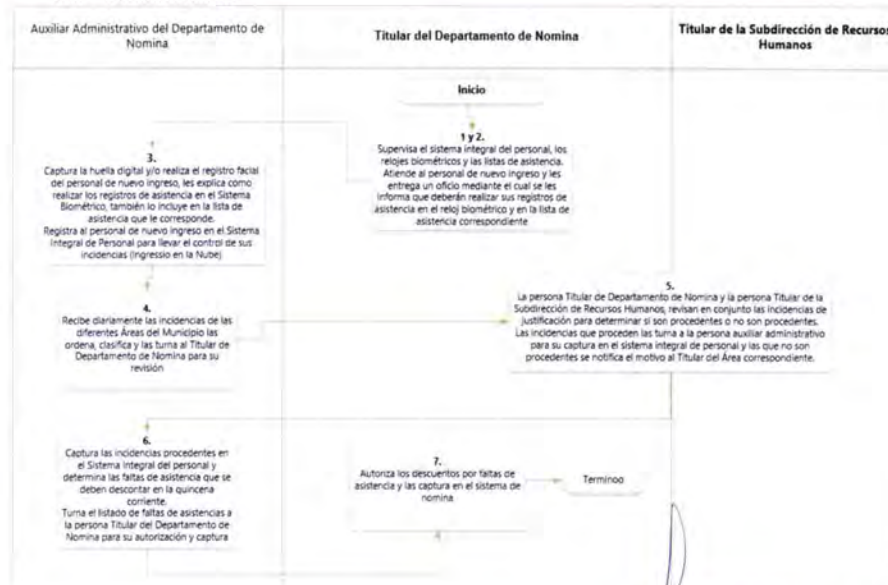 Auxiliar Administrativo del Departamento de
Nomina
Titular del Departamento de Nomina
Titular de la Subdirección de Recursos
Humanos
Inicio
1 y 2.
Supervisa el sistema integral del personal, los
relojes biométricos y las listas de asistencia.
Atiende al personal de nuevo ingreso y les
entrega un oficio mediante el cual se les
informa que deberán realizar sus registros de
asistencia en el reloj biométrico y en la lista de
asistencia correspondiente
3.
Captura la huella digital y/o realiza el registro facial
del personal de nuevo ingreso, les explica como
realizar los registros de asistencia en el Sistema
Biométrico, también lo incluye en la lista de
asistencia que le corresponde.
Registra al personal de nuevo ingreso en el Sistema
Integral de Personal para llevar el control de sus
incidencias (Ingressio en la Nube)
4.
Recibe diariamente las incidencias de las
diferentes Áreas del Municipio las
ordena, clasifica y las turna al Titular de
Departamento de Nomina para su
revisión
5.
La persona Titular de Departamento de Nomina y la persona Titular de la
Subdirección de Recursos Humanos, revisan en conjunto las incidencias de
justificación para determinar si son procedentes o no son procedentes.
Las incidencias que proceden las turna a la persona auxiliar administrativo
para su captura en el sistema integral de personal y las que no son
procedentes se notifica el motivo al Titular del Área correspondiente.
6.
Captura las incidencias procedentes en
el Sistema Integral del personal y
determina las faltas de asistencia que se
deben descontar en la quincena
corriente.
Turna el listado de faltas de asistencias a
la persona Titular del Departamento de
Nomina para su autorización y captura
7.
Autoriza los descuentos por faltas de
asistencia y las captura en el sistema de
nomina
Terminoo